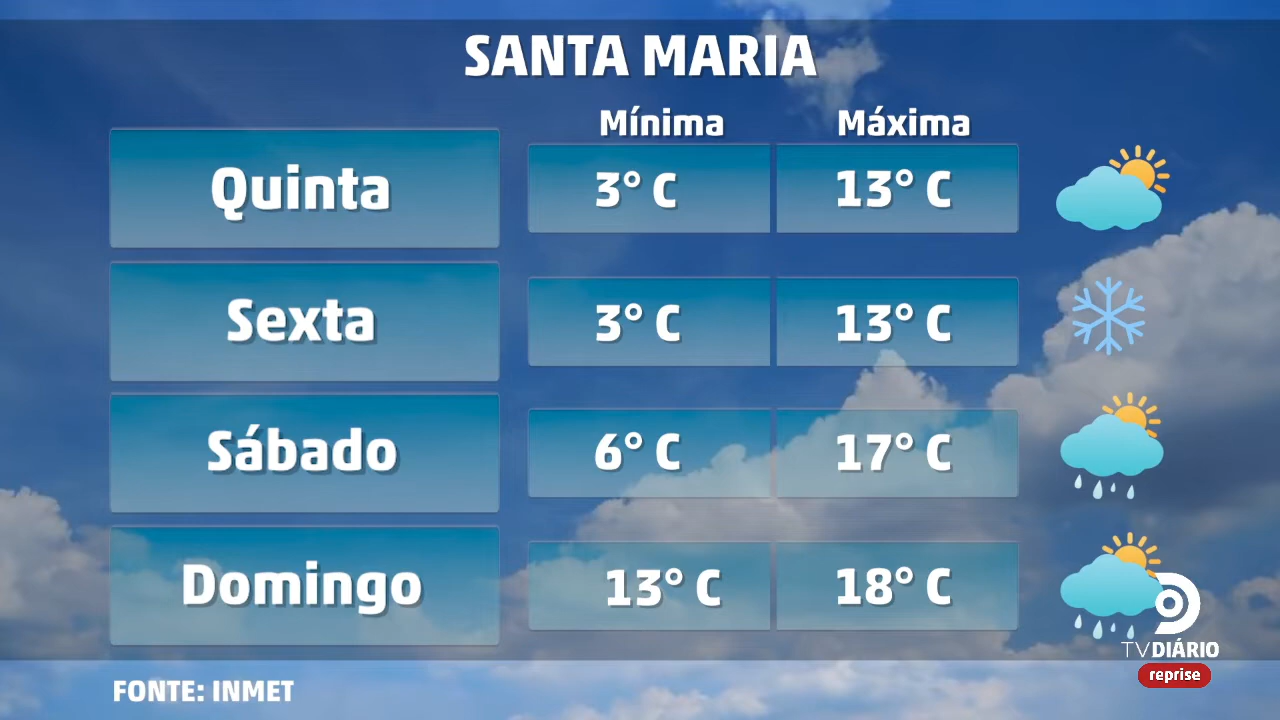 SANTA MARIA
Mínima Máxima
Quinta 3° C 13° C
Sexta 3° C 13° C
Sábado 6° C 17° C
Domingo 13° C 18° C
TV DIÁRIO
reprise
FONTE: INMET